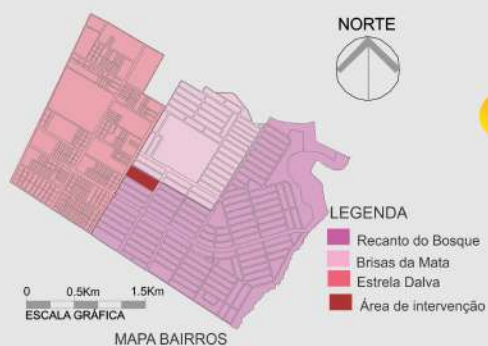 NORTE
LEGENDA
Recanto do Bosque
Brisas da Mata
Estrela Dalva
Área de intervenção
0 0.5Km 1.5Km
ESCALA GRÁFICA
MAPA BAIRROS